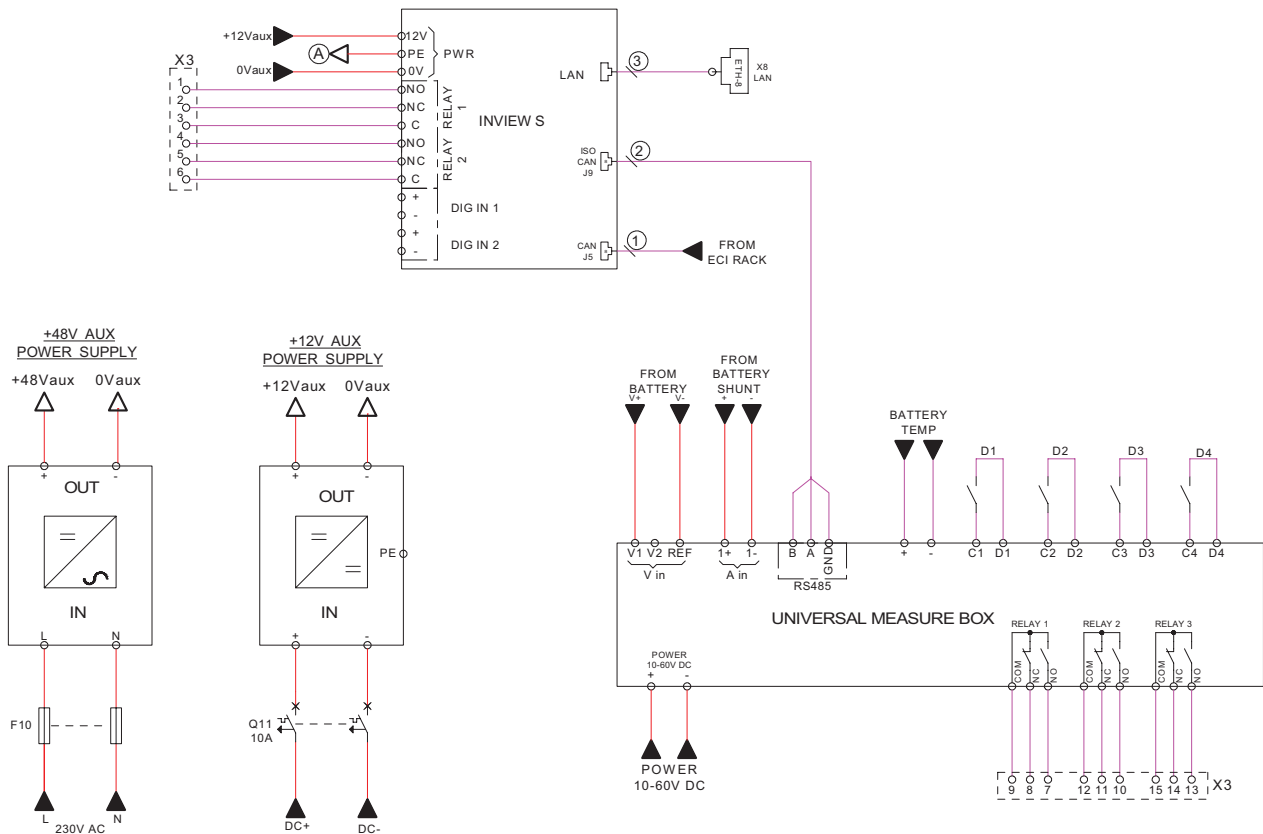 +12Vaux
12V
A
PE
PWR
0Vaux
0V
X3
1
NO
2
NC
3
C
RELAY 1
4
NO
5
NC
6
C
RELAY 2
+
-
DIG IN 1
+
-
DIG IN 2
INVIEW S
LAN
3
ETH-8
X8
LAN
ISO
CAN
J9
2
CAN
J5
1
FROM
ECI RACK
+48V AUX
POWER SUPPLY
+48Vaux
0Vaux
+
-
OUT
IN
L
N
F10
L
N
230V AC
+12V AUX
POWER SUPPLY
+12Vaux
0Vaux
+
-
OUT
PE
IN
+
-
Q11
10A
DC+
DC-
FROM
BATTERY
V+
V-
FROM
BATTERY
SHUNT
+
-
BATTERY
TEMP
D1
D2
D3
D4
V1
V2
REF
V in
1+
1-
A in
B
A
GND
RS485
+
-
C1
D1
C2
D2
C3
D3
C4
D4
UNIVERSAL MEASURE BOX
POWER
10-60V DC
+
-
RELAY 1
COM
NC
NO
RELAY 2
COM
NC
NO
RELAY 3
COM
NC
NO
POWER
10-60V DC
9
8
7
12
11
10
15
14
13
X3